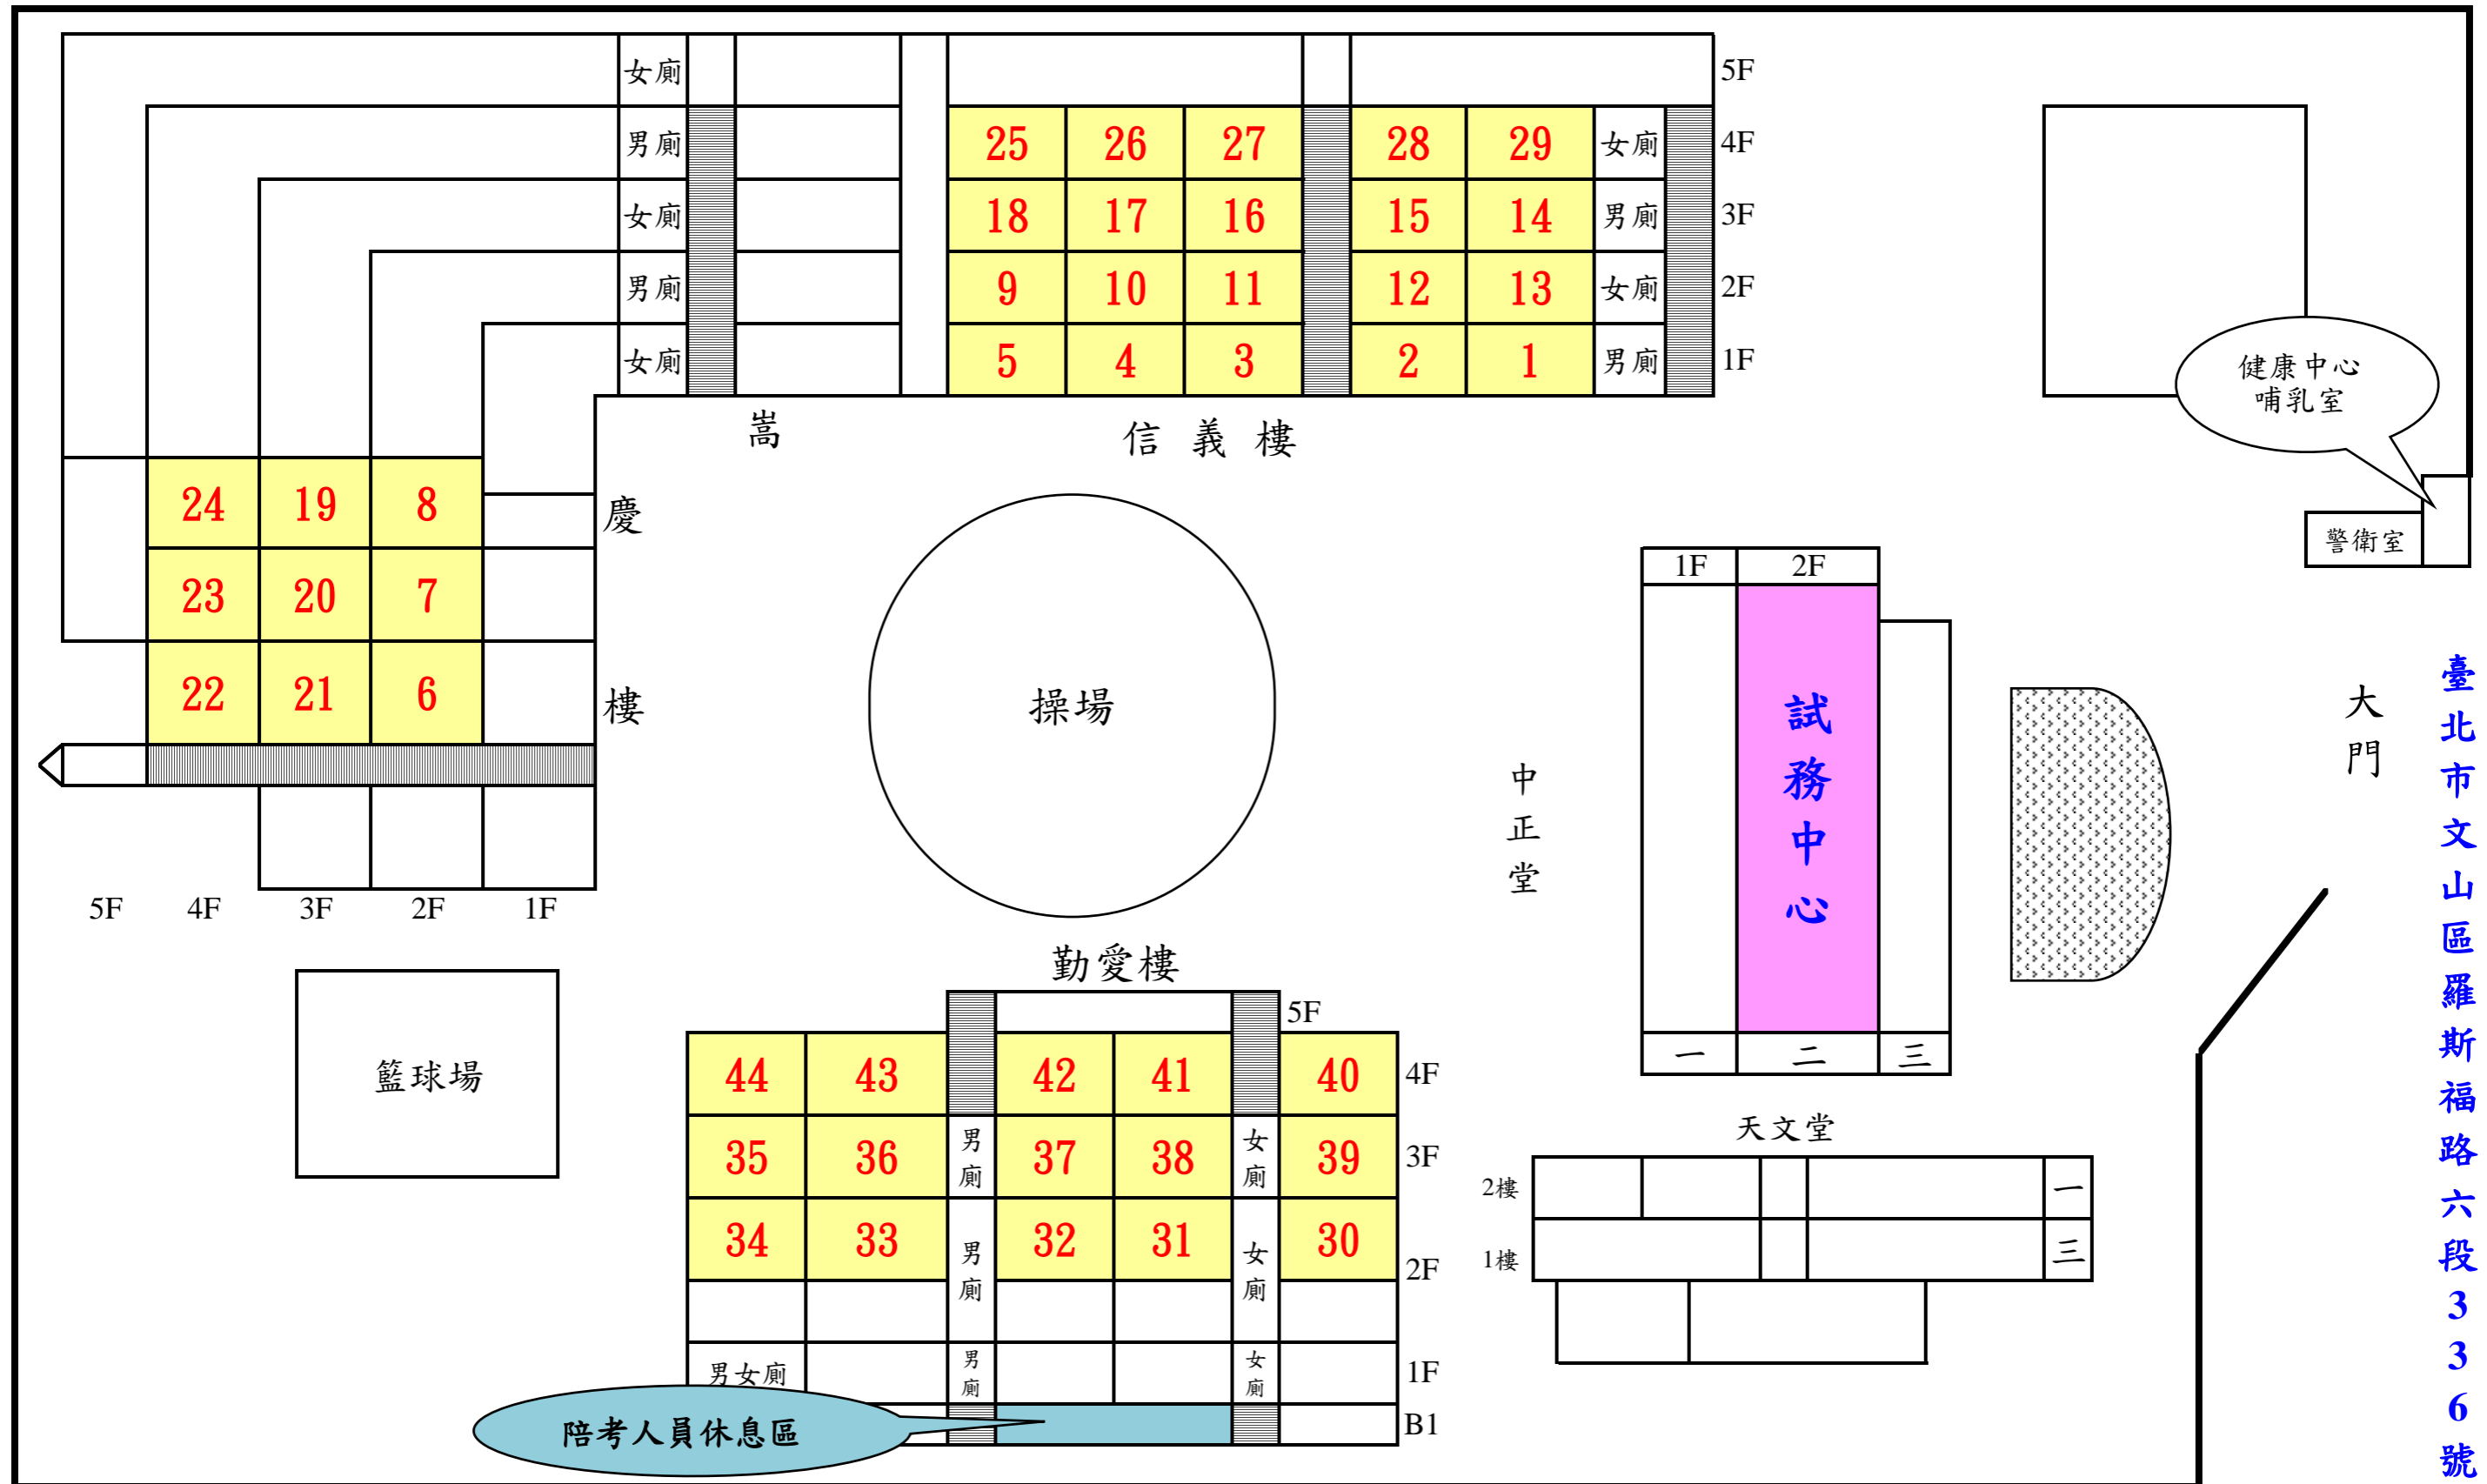 女廁 5F
男廁 25 26 27 28 29 女廁 4F
女廁 18 17 16 15 14 男廁 3F
男廁 9 10 11 12 13 女廁 2F
女廁 5 4 3 2 1 男廁 1F
嵩慶樓
信義樓
健康中心
哺乳室
警衛室
24 19 8
23 20 7
22 21 6
5F 4F 3F 2F 1F
操場
1F 2F
試務中心
一 二 三
中正堂
大門
臺北市文山區羅斯福路六段336號
籃球場
勤愛樓
5F
44 43 42 41 40 4F
35 36 男廁 37 38 女廁 39 3F
34 33 男廁 32 31 女廁 30 2F
男女廁 男廁 女廁 1F
陪考人員休息區 B1
天文堂
2樓 一
1樓 三